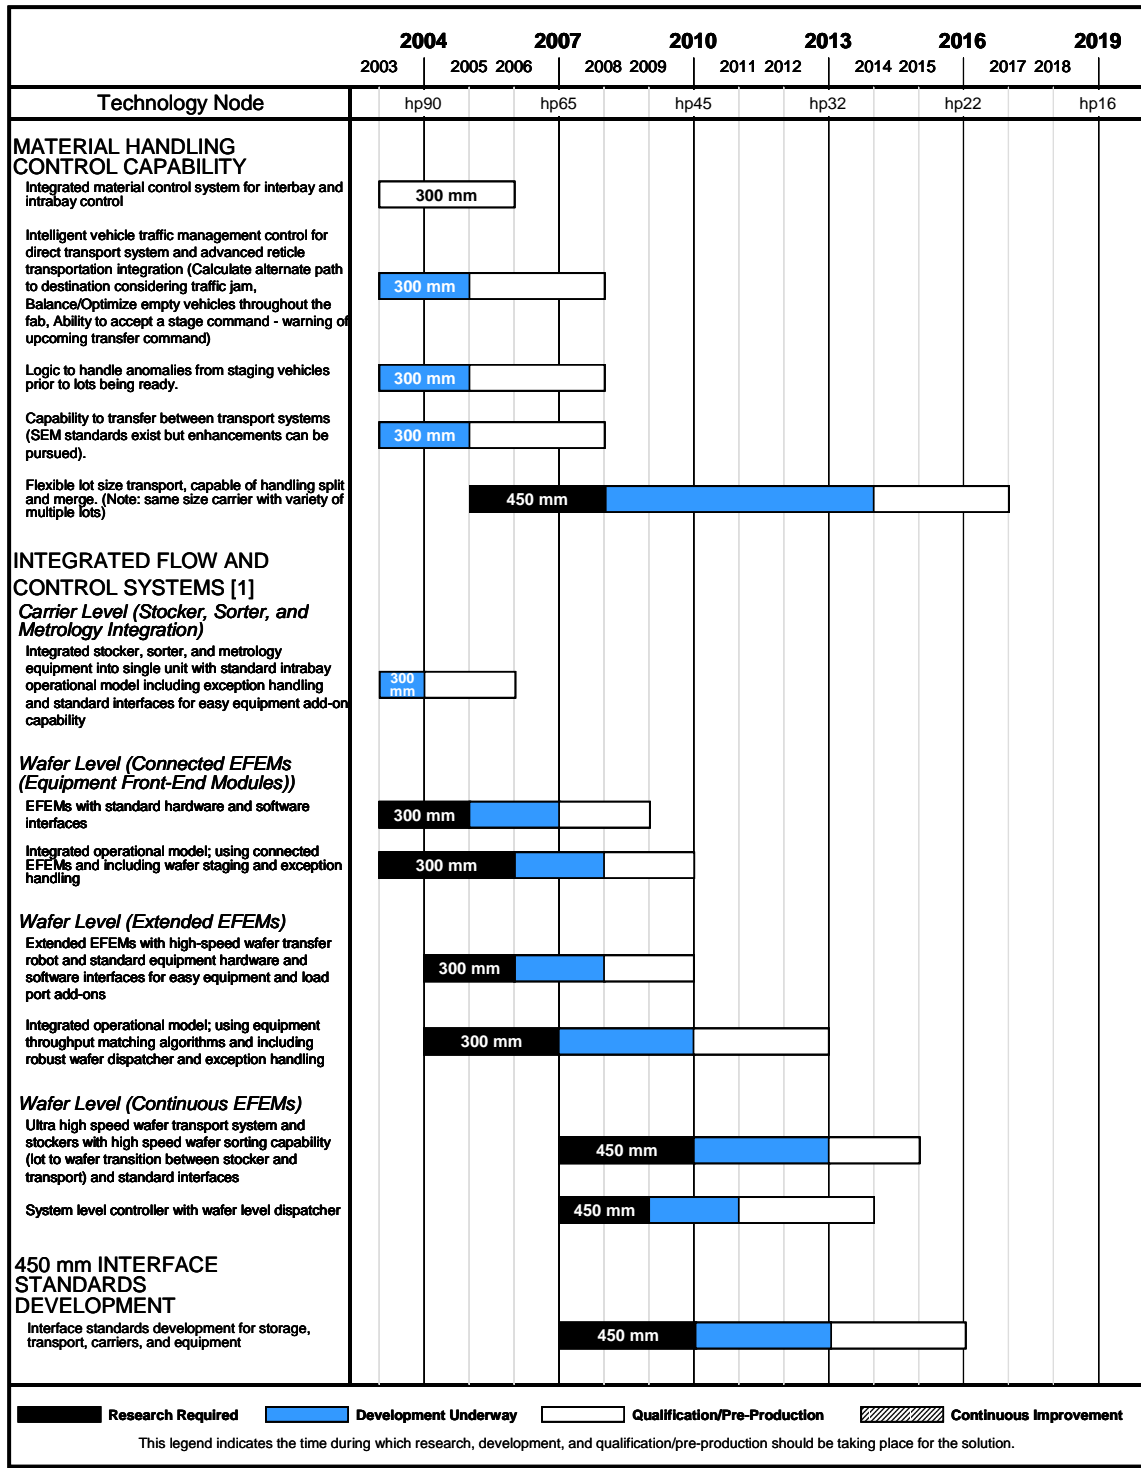 2004 2007 2010 2013 2016 2019
2003 2005 2006 2008 2009 2011 2012 2014 2015 2017 2018
Technology Node hp90 hp65 hp45 hp32 hp22 hp16
MATERIAL HANDLING
CONTROL CAPABILITY
Integrated material control system for interbay and
intrabay control
300 mm
Intelligent vehicle traffic management control for
direct transport system and advanced reticle
transportation integration (Calculate alternate path
to destination considering traffic jam,
Balance/Optimize empty vehicles throughout the
fab, Ability to accept a stage command - warning of
upcoming transfer command)
300 mm
Logic to handle anomalies from staging vehicles
prior to lots being ready.
300 mm
Capability to transfer between transport systems
(SEM standards exist but enhancements can be
pursued).
300 mm
Flexible lot size transport, capable of handling split
and merge. (Note: same size carrier with variety of
multiple lots)
450 mm
INTEGRATED FLOW AND
CONTROL SYSTEMS [1]
Carrier Level (Stocker, Sorter, and
Metrology Integration)
Integrated stocker, sorter, and metrology
equipment into single unit with standard intrabay
operational model including exception handling
and standard interfaces for easy equipment add-on
capability
300
mm
Wafer Level (Connected EFEMs
(Equipment Front-End Modules))
EFEMs with standard hardware and software
interfaces
300 mm
Integrated operational model; using connected
EFEMs and including wafer staging and exception
handling
300 mm
Wafer Level (Extended EFEMs)
Extended EFEMs with high-speed wafer transfer
robot and standard equipment hardware and
software interfaces for easy equipment and load
port add-ons
300 mm
Integrated operational model; using equipment
throughput matching algorithms and including
robust wafer dispatcher and exception handling
300 mm
Wafer Level (Continuous EFEMs)
Ultra high speed wafer transport system and
stockers with high speed wafer sorting capability
(lot to wafer transition between stocker and
transport) and standard interfaces
450 mm
System level controller with wafer level dispatcher
450 mm
450 mm INTERFACE
STANDARDS
DEVELOPMENT
Interface standards development for storage,
transport, carriers, and equipment
450 mm
Research Required Development Underway Qualification/Pre-Production Continuous Improvement
This legend indicates the time during which research, development, and qualification/pre-production should be taking place for the solution.